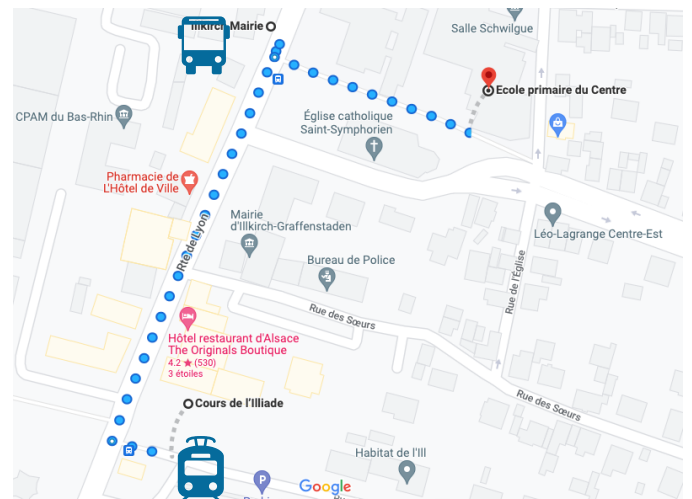 Illkirch Mairie
Salle Schwilgue
Ecole primaire du Centre
CPAM du Bas-Rhin
Église catholique
Saint-Symphorien
Pharmacie de
L'Hôtel de Ville
Mairie
d'Illkirch-Graffenstaden
Léo-Lagrange Centre-Est
Rte de Lyon
Bureau de Police
Rue de l'Église
Rue des Sœurs
Hôtel restaurant d'Alsace
The Originals Boutique
4.2 ★ (530)
3 étoiles
Cours de l'Illiade
Rue des Sœurs
Habitat de l'Ill
P
Google